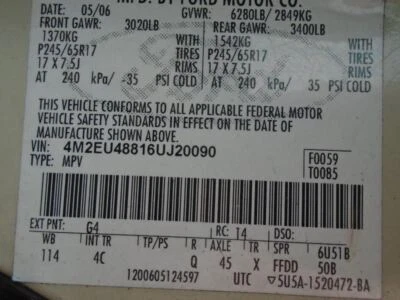 MFD. BY FORD MOTOR CO.
DATE: 05/06 GVWR: 6280LB/ 2849KG
FRONT GAWR: 3020LB REAR GAWR: 3400LB
1370KG WITH 1542KG WITH
P245/65R17 TIRES P245/65R17 TIRES
17 X 7.5J RIMS 17 X 7.5J RIMS
AT 240 kPa/ 35 PSI COLD AT 240 kPa/ 35 PSI COLD
THIS VEHICLE CONFORMS TO ALL APPLICABLE FEDERAL MOTOR
VEHICLE SAFETY STANDARDS IN EFFECT ON THE DATE OF
MANUFACTURE SHOWN ABOVE.
VIN: 4M2EU48816UJ20090
TYPE: MPV F0059
T0085
EXT PNT: G4 RC: 14 6U51B
WB INT TR TP/PS R AXLE TR SPR
114 4C Q 45 X FFDD 50B
1200605124597 UTC 5U5A-1520472-BA